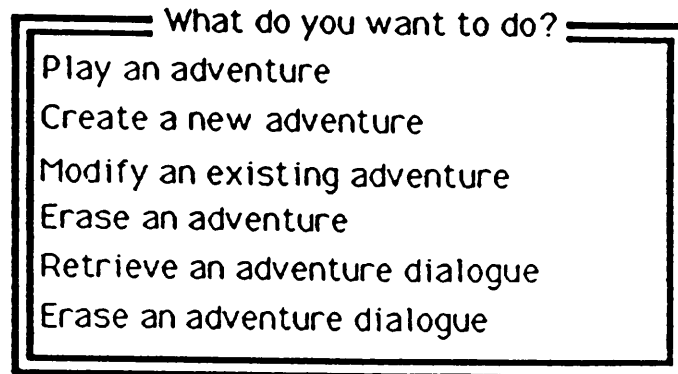 What do you want to do?
Play an adventure
Create a new adventure
Modify an existing adventure
Erase an adventure
Retrieve an adventure dialogue
Erase an adventure dialogue